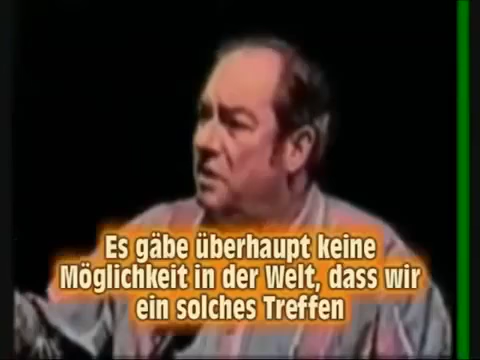 Es gäbe überhaupt keine
Möglichkeit in der Welt, dass wir
ein solches Treffen